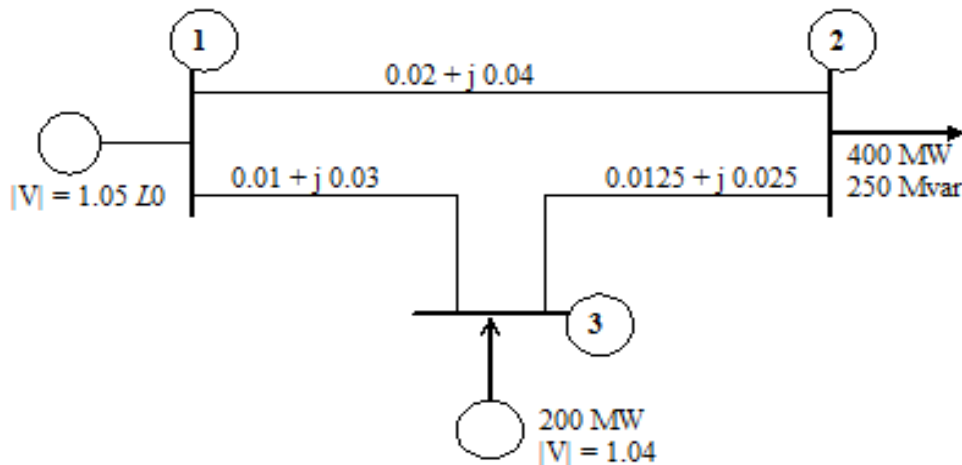 1
2
0.02 + j 0.04
|V| = 1.05 ∠0
0.01 + j 0.03
0.0125 + j 0.025
400 MW
250 Mvar
3
200 MW
|V| = 1.04